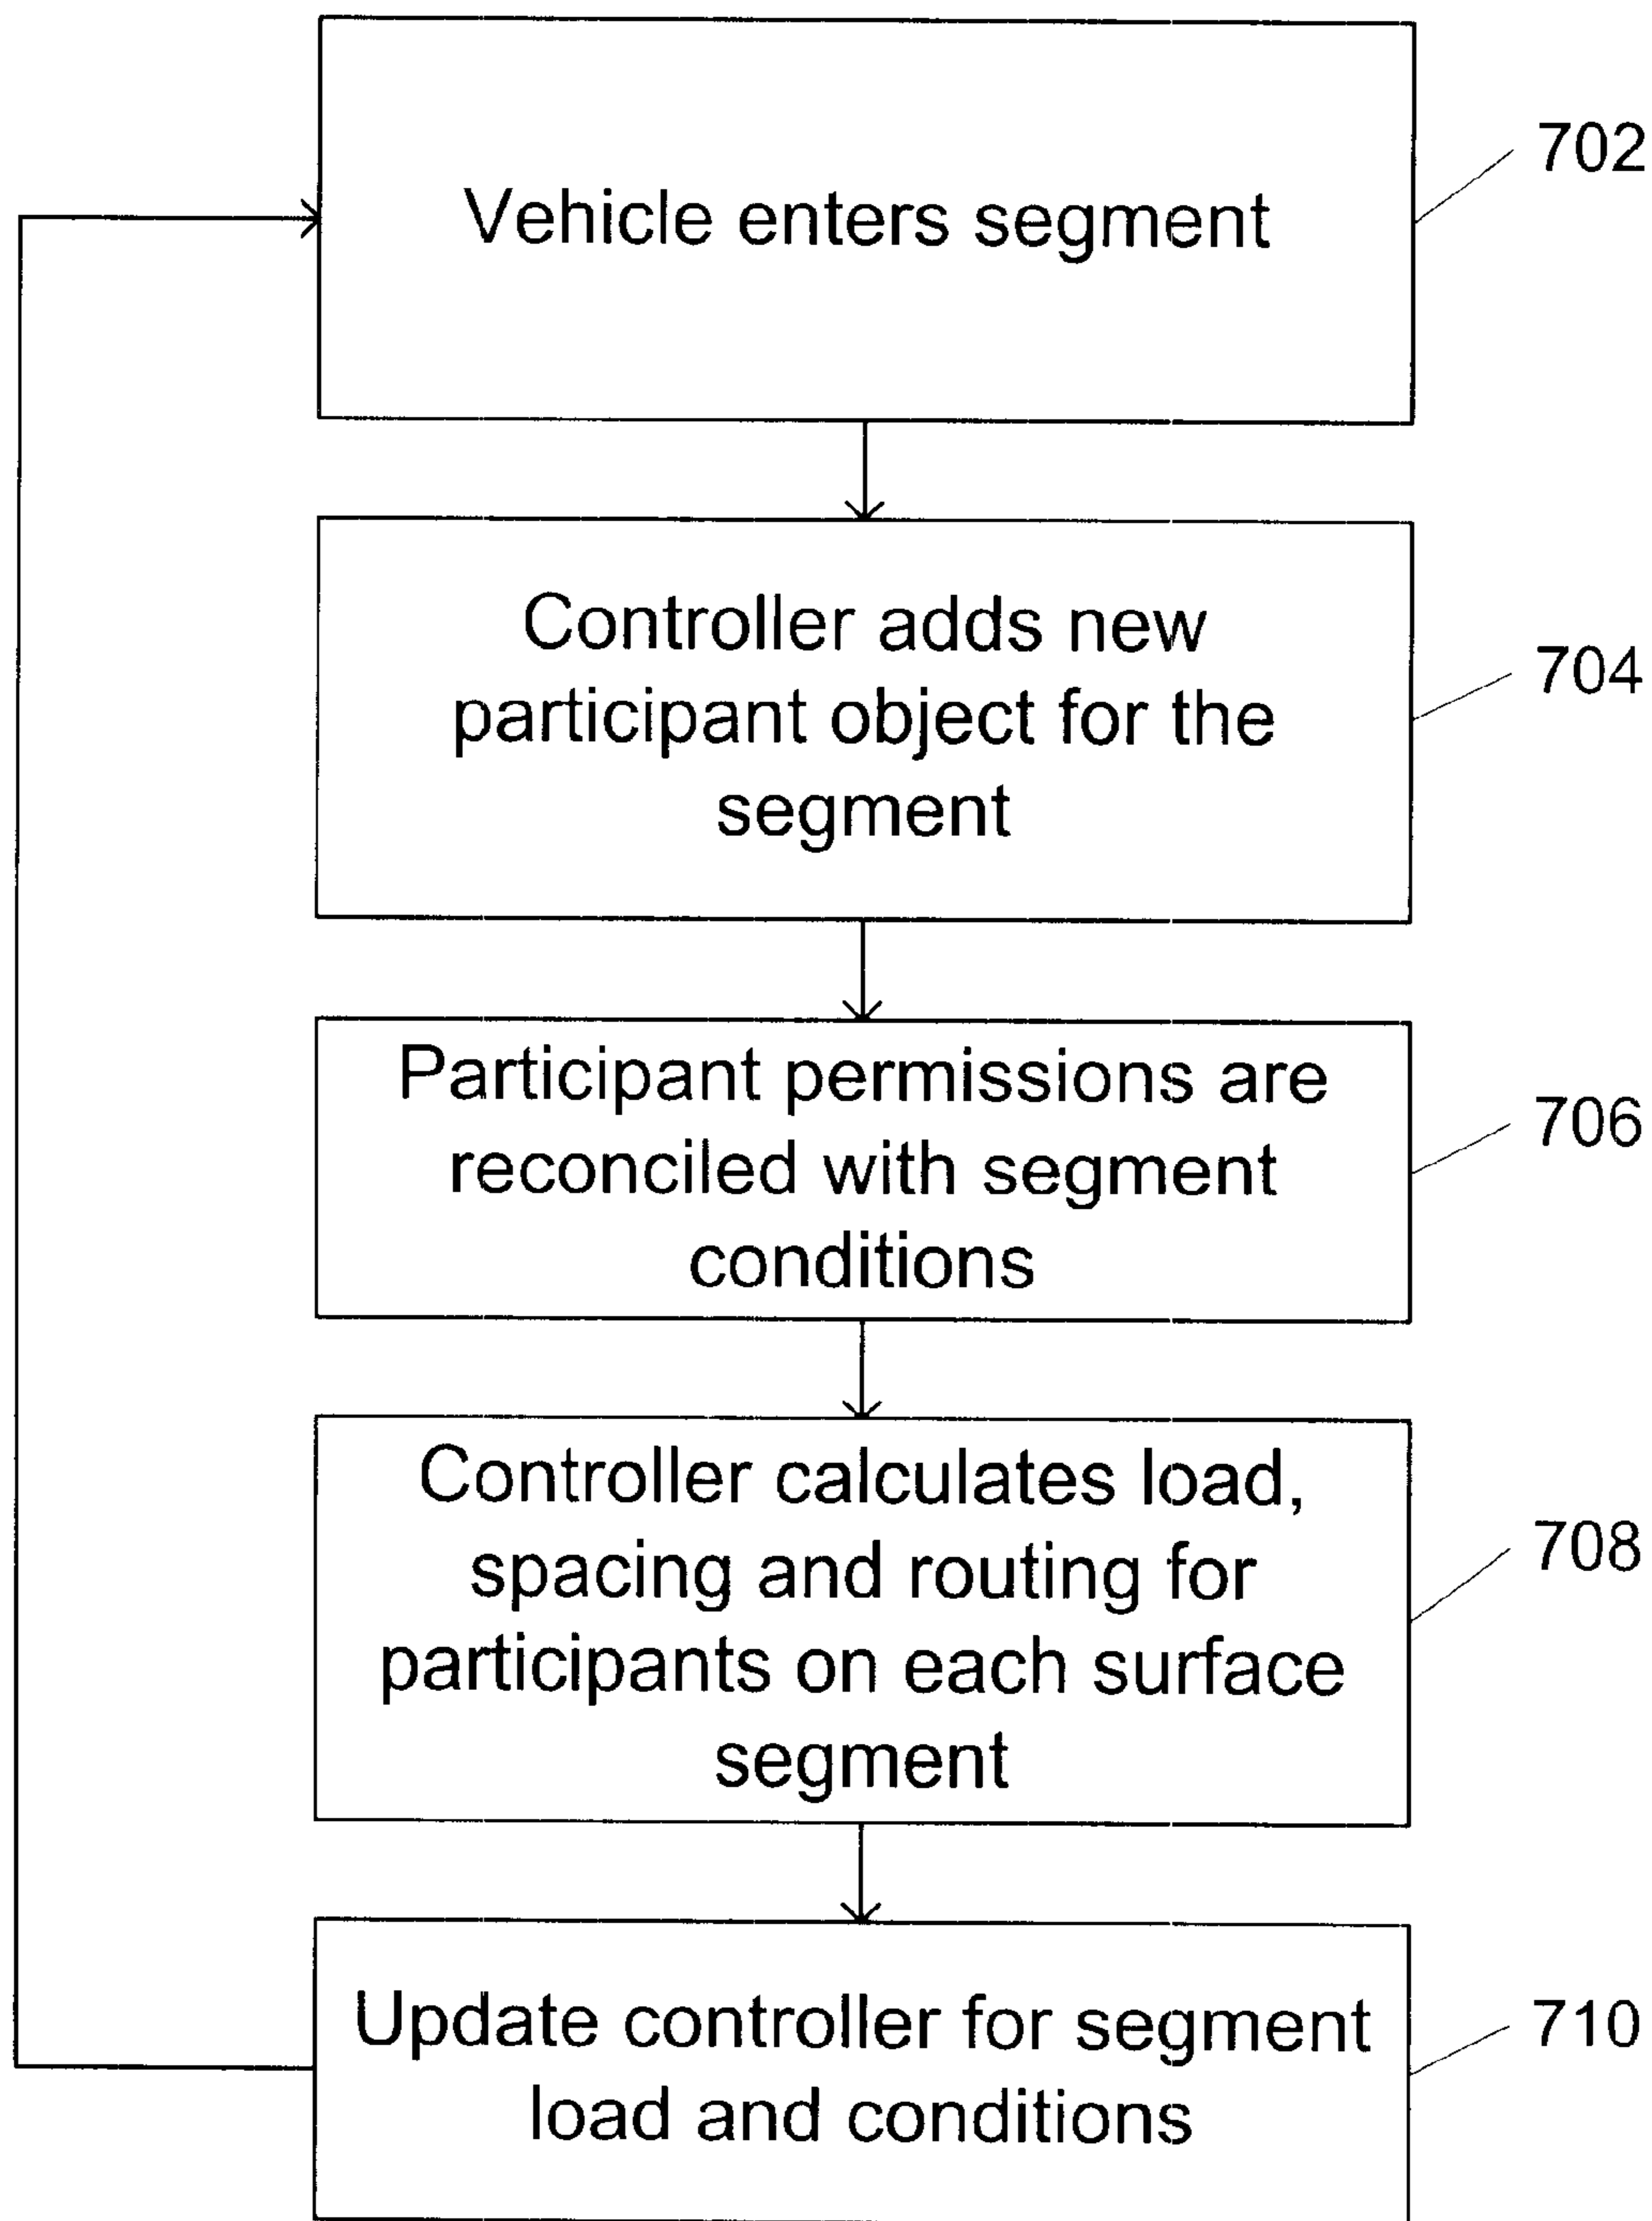 Vehicle enters segment
702
Controller adds new
participant object for the
segment
704
Participant permissions are
reconciled with segment
conditions
706
Controller calculates load,
spacing and routing for
participants on each surface
segment
708
Update controller for segment
load and conditions
710